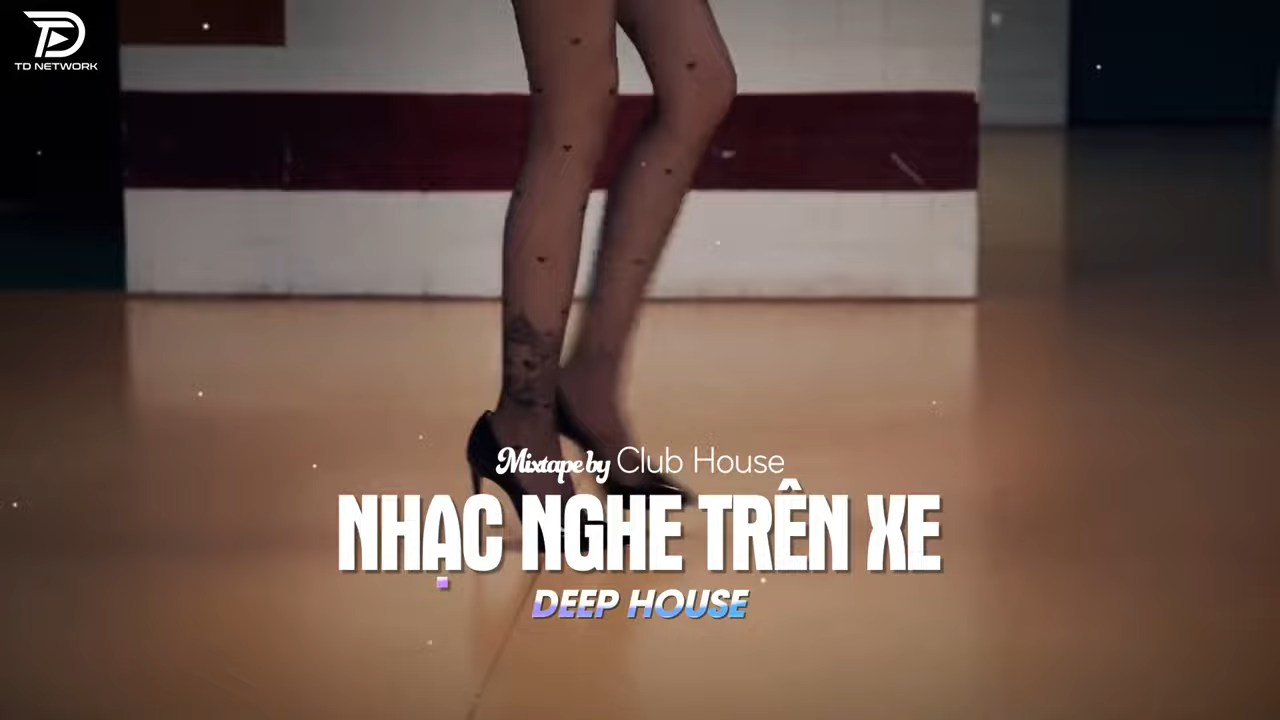 TD NETWORK
Mixtape by Club House
NHẠC NGHE TRÊN XE
DEEP HOUSE